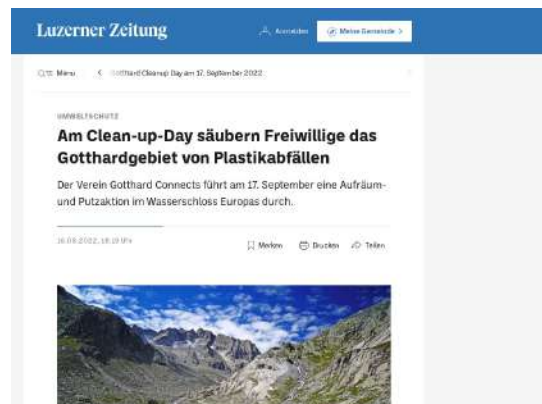 Luzerner Zeitung
Anmelden
Meine Gemeinde >
Menu
Gotthard Cleanup Day am 17. September 2022
UMWELTSCHUTZ
Am Clean-up-Day säubern Freiwillige das
Gotthardgebiet von Plastikabfällen
Der Verein Gotthard Connects führt am 17. September eine Aufräum-
und Putzaktion im Wasserschloss Europas durch.
Merken
Drucken
Teilen